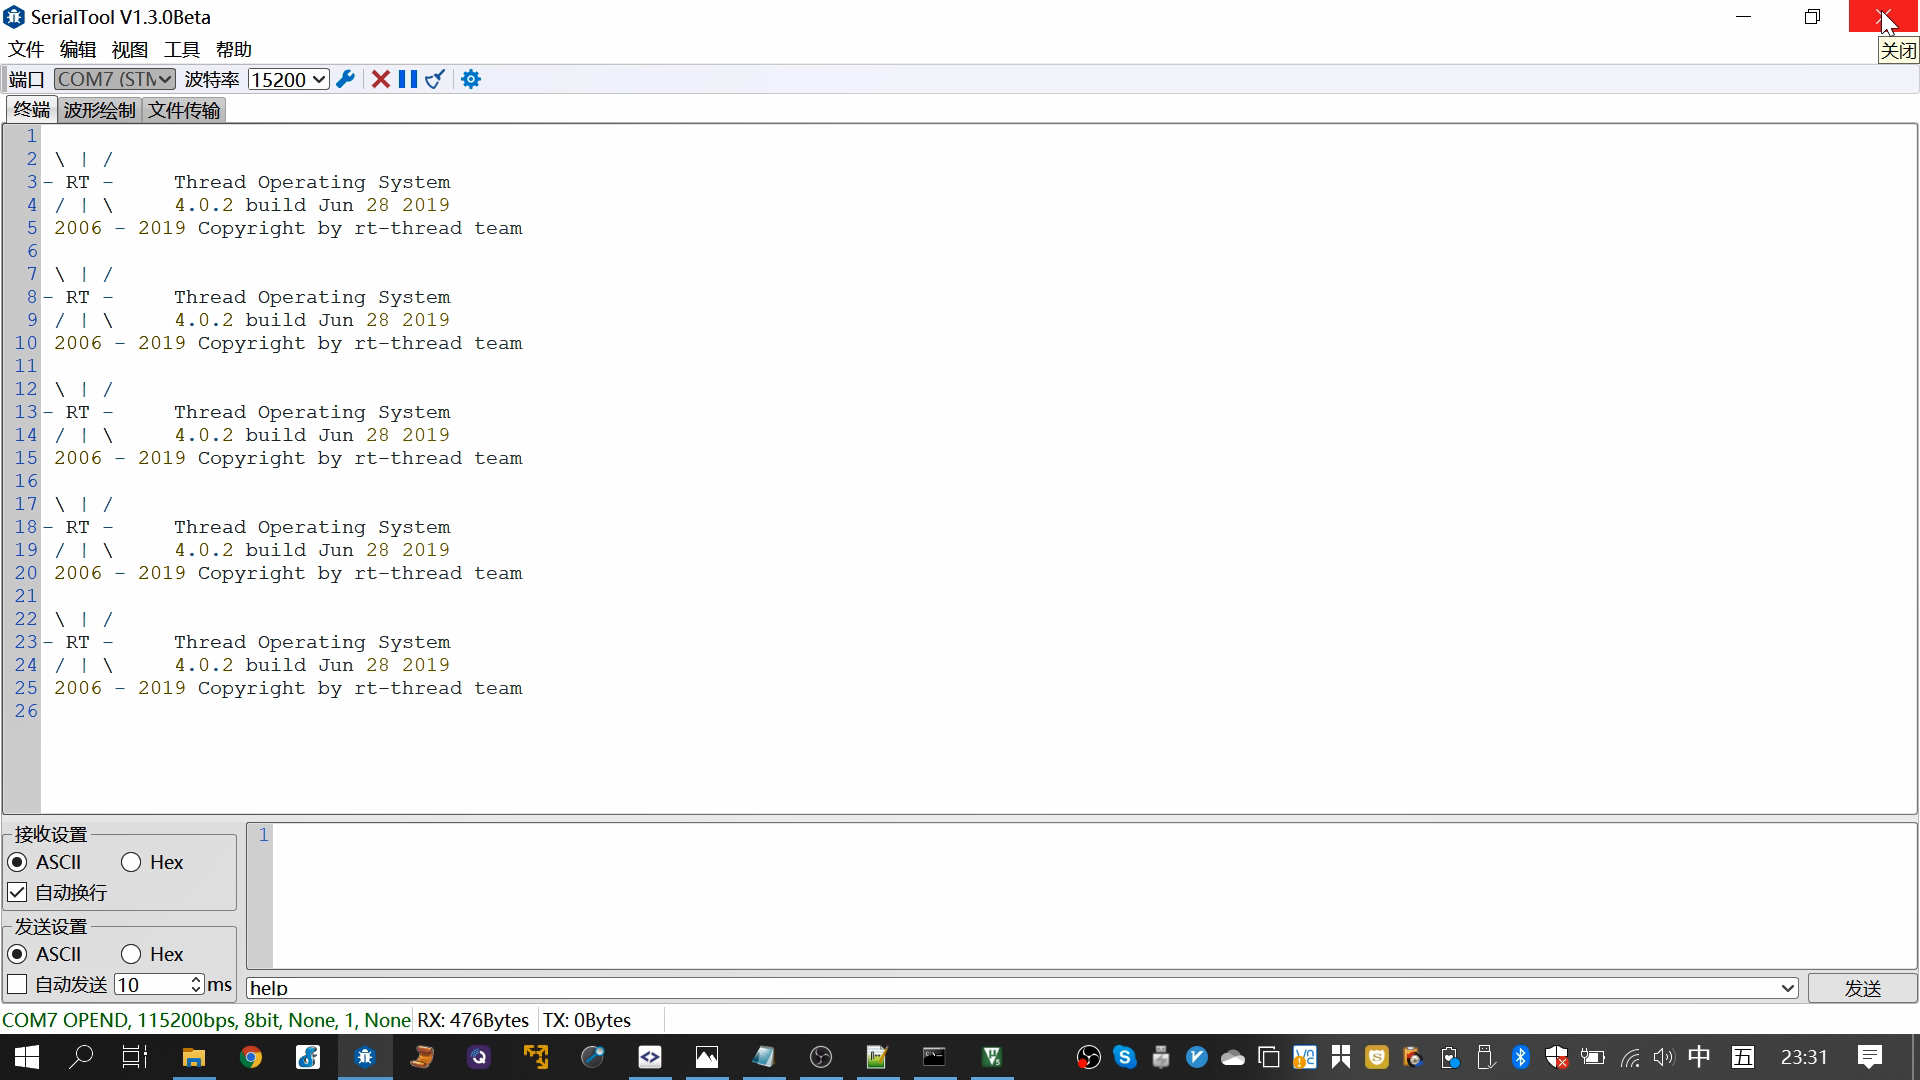 SerialTool V1.3.0Beta
文件 编辑 视图 工具 帮助
关闭
端口 COM7 (STM 波特率 15200
终端 波形绘制 文件传输
1
2 \ | /
3 - RT - Thread Operating System
4 / | \ 4.0.2 build Jun 28 2019
5 2006 - 2019 Copyright by rt-thread team
6
7 \ | /
8 - RT - Thread Operating System
9 / | \ 4.0.2 build Jun 28 2019
10 2006 - 2019 Copyright by rt-thread team
11
12 \ | /
13 - RT - Thread Operating System
14 / | \ 4.0.2 build Jun 28 2019
15 2006 - 2019 Copyright by rt-thread team
16
17 \ | /
18 - RT - Thread Operating System
19 / | \ 4.0.2 build Jun 28 2019
20 2006 - 2019 Copyright by rt-thread team
21
22 \ | /
23 - RT - Thread Operating System
24 / | \ 4.0.2 build Jun 28 2019
25 2006 - 2019 Copyright by rt-thread team
26
接收设置
ASCII Hex
自动换行
发送设置
ASCII Hex
自动发送 10 ms
1
help
发送
COM7 OPEND, 115200bps, 8bit, None, 1, None RX: 476Bytes TX: 0Bytes
中 五 23:31